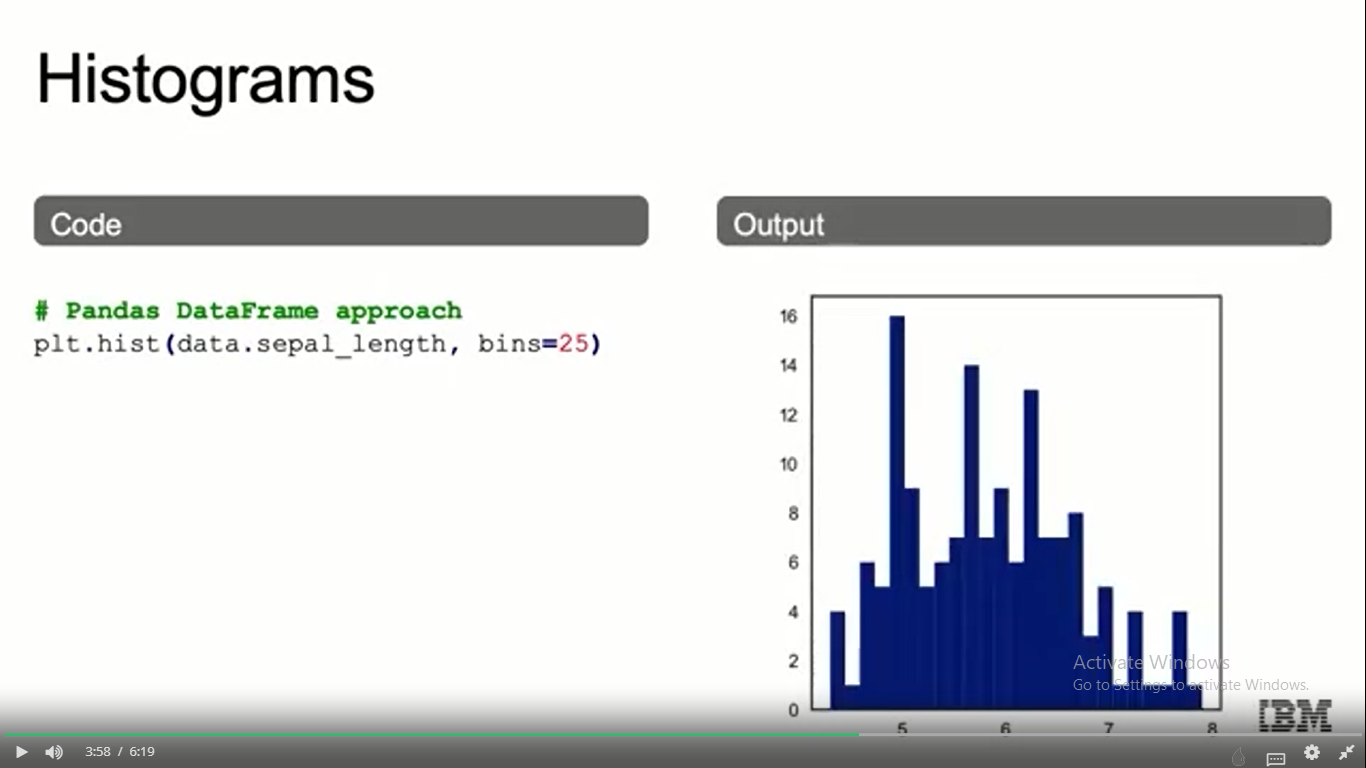 Histograms
Code
Output
# Pandas DataFrame approach
plt.hist(data.sepal_length, bins=25)
16
14
12
10
8
6
4
2
0
5 6 7 8
Activate Windows
Go to Settings to activate Windows.
IBM
3:58 / 6:19